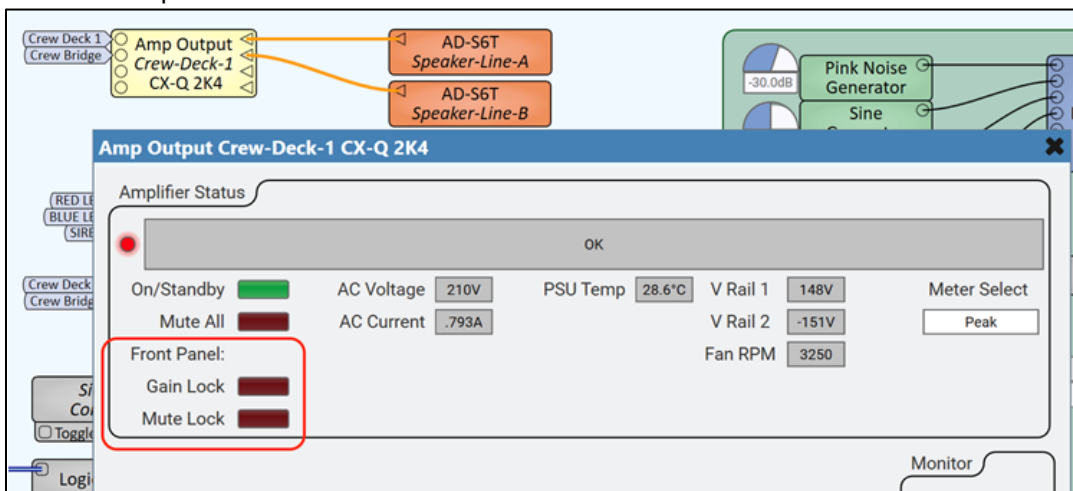 Crew Deck 1
Crew Bridge
Amp Output
Crew-Deck-1
CX-Q 2K4
AD-S6T
Speaker-Line-A
AD-S6T
Speaker-Line-B
-30.0dB
Pink Noise
Generator
Sine
Amp Output Crew-Deck-1 CX-Q 2K4
Amplifier Status
OK
On/Standby
AC Voltage 210V
PSU Temp 28.6°C
V Rail 1 148V
Meter Select
Mute All
AC Current .793A
V Rail 2 -151V
Peak
Front Panel:
Fan RPM 3250
Gain Lock
Mute Lock
(RED
BLUE
Crew Deck
Crew
Monitor